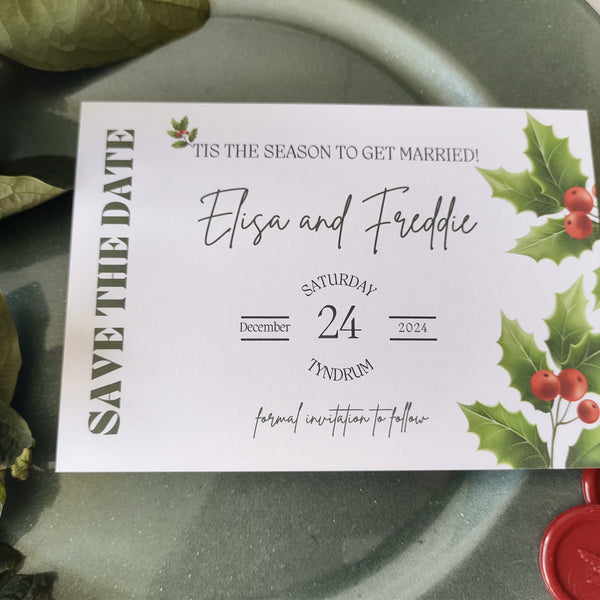 SAVE THE DATE
'TIS THE SEASON TO GET MARRIED!
Elisa and Freddie
SATURDAY
December 24 2024
TYNDRUM
formal invitation to follow